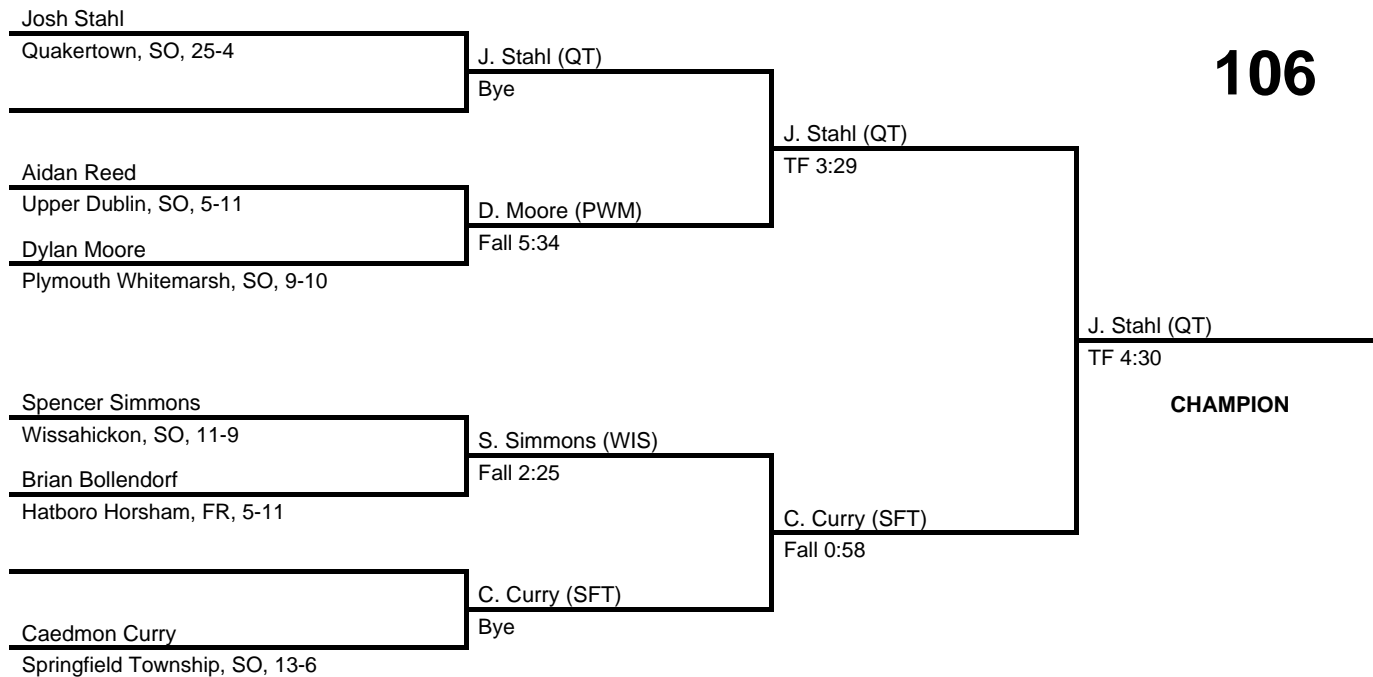 106
Josh Stahl
Quakertown, SO, 25-4
Aidan Reed
Upper Dublin, SO, 5-11
Dylan Moore
Plymouth Whitemarsh, SO, 9-10
Spencer Simmons
Wissahickon, SO, 11-9
Brian Bollendorf
Hatboro Horsham, FR, 5-11
Caedmon Curry
Springfield Township, SO, 13-6
J. Stahl (QT)
Bye
D. Moore (PWM)
Fall 5:34
S. Simmons (WIS)
Fall 2:25
C. Curry (SFT)
Bye
J. Stahl (QT)
TF 3:29
C. Curry (SFT)
Fall 0:58
J. Stahl (QT)
TF 4:30
CHAMPION